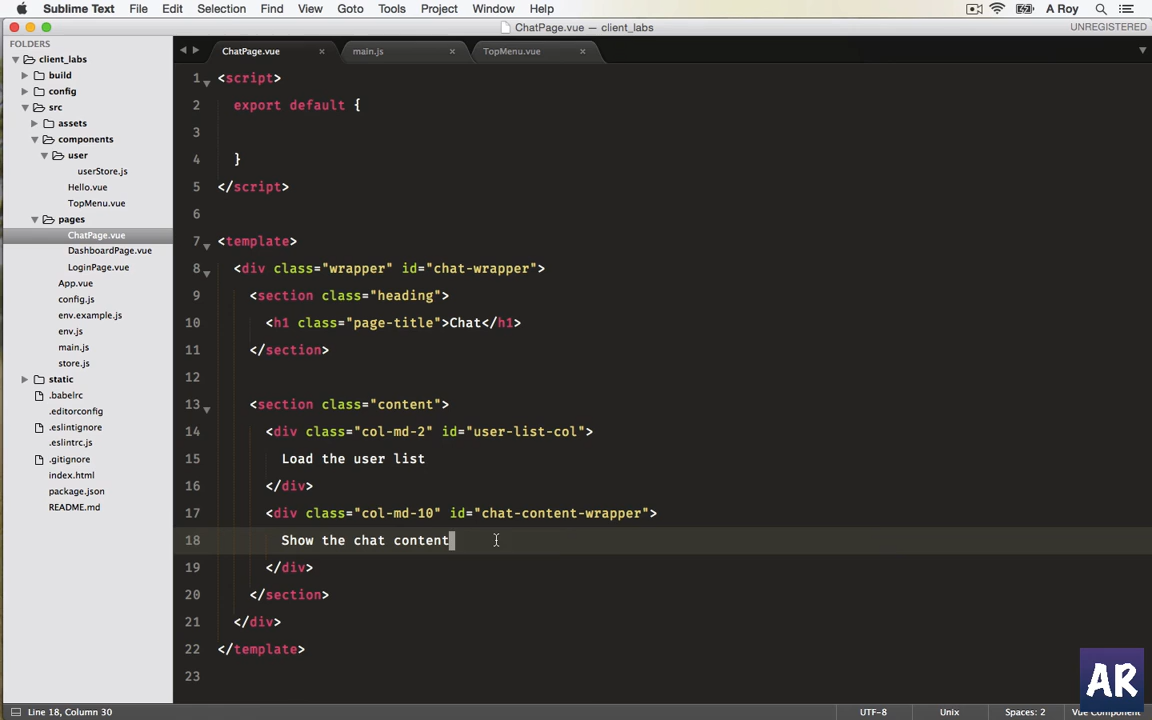 Sublime Text File Edit Selection Find View Goto Tools Project Window Help A Roy
ChatPage.vue — client_labs UNREGISTERED
FOLDERS
client_labs
build
config
src
assets
components
user
userStore.js
Hello.vue
TopMenu.vue
pages
ChatPage.vue
DashboardPage.vue
LoginPage.vue
App.vue
config.js
env.example.js
env.js
main.js
store.js
static
.babelrc
.editorconfig
.eslintignore
.eslintrc.js
.gitignore
index.html
package.json
README.md
ChatPage.vue × main.js × TopMenu.vue ×
1 <script>
2 export default {
3
4 }
5 </script>
6
7 <template>
8 <div class="wrapper" id="chat-wrapper">
9 <section class="heading">
10 <h1 class="page-title">Chat</h1>
11 </section>
12
13 <section class="content">
14 <div class="col-md-2" id="user-list-col">
15 Load the user list
16 </div>
17 <div class="col-md-10" id="chat-content-wrapper">
18 Show the chat content
19 </div>
20 </section>
21 </div>
22 </template>
23
AR
Line 18, Column 30 UTF-8 Unix Spaces: 2 Vue Component